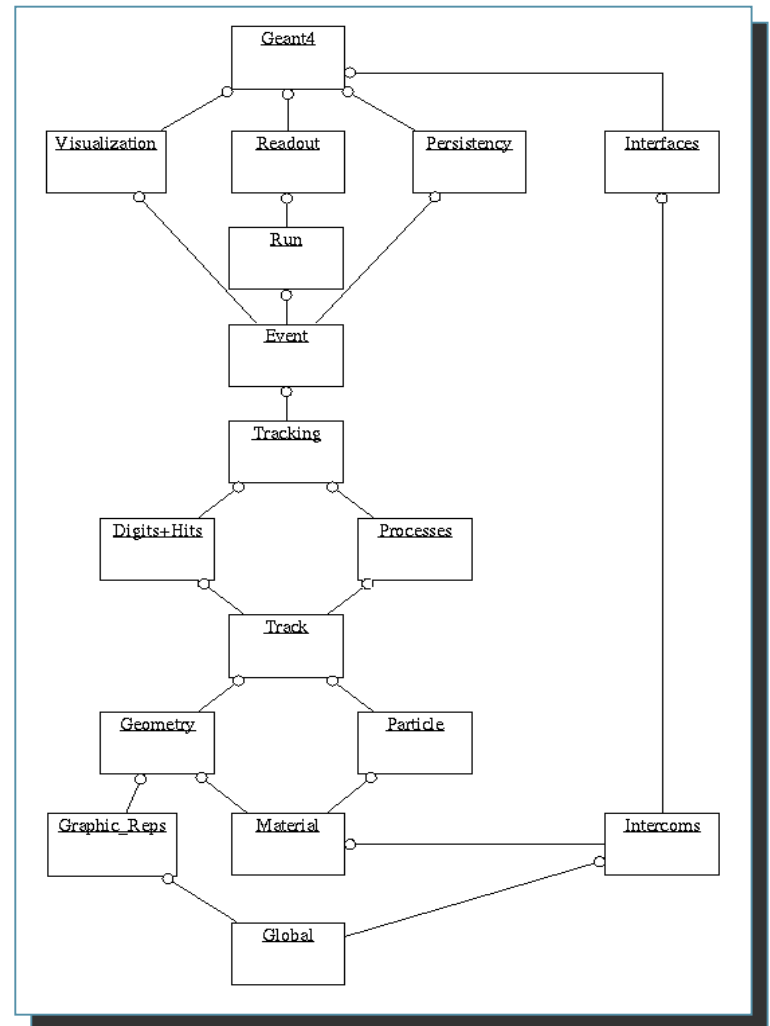 Geant4
Visualization
Readout
Persistency
Interfaces
Run
Event
Tracking
Digits+Hits
Processes
Track
Geometry
Particle
Graphic_Reps
Material
Intercoms
Global